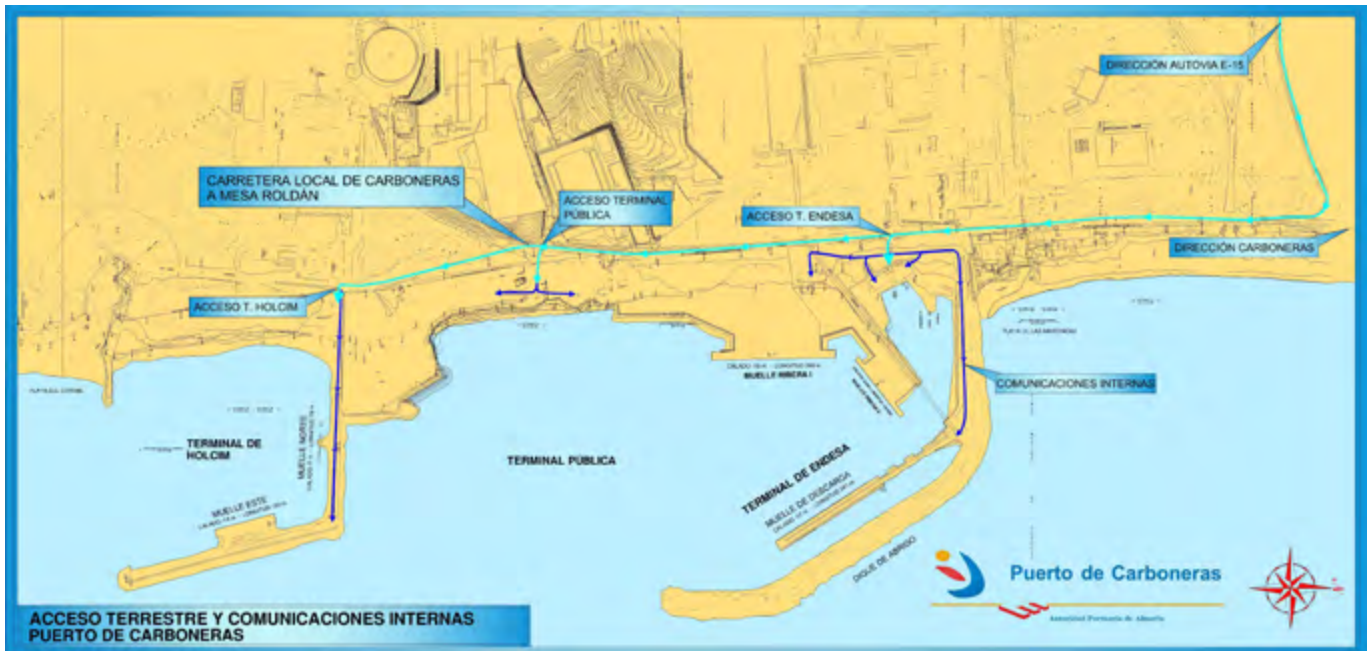 DIRECCIÓN AUTOVIA E-15
CARRETERA LOCAL DE CARBONERAS
A MESA ROLDÁN
ACCESO TERMINAL
PÚBLICA
ACCESO T. ENDESA
DIRECCIÓN CARBONERAS
ACCESO T. HOLCIM
MUELLE RIBERA I
COMUNICACIONES INTERNAS
TERMINAL DE
HOLCIM
MUELLE NORTE
TERMINAL PÚBLICA
TERMINAL DE ENDESA
MUELLE DE DESCARGA
MUELLE ESTE
DIQUE DE ABRIGO
Puerto de Carboneras
Autoridad Portuaria de Almería
ACCESO TERRESTRE Y COMUNICACIONES INTERNAS
PUERTO DE CARBONERAS